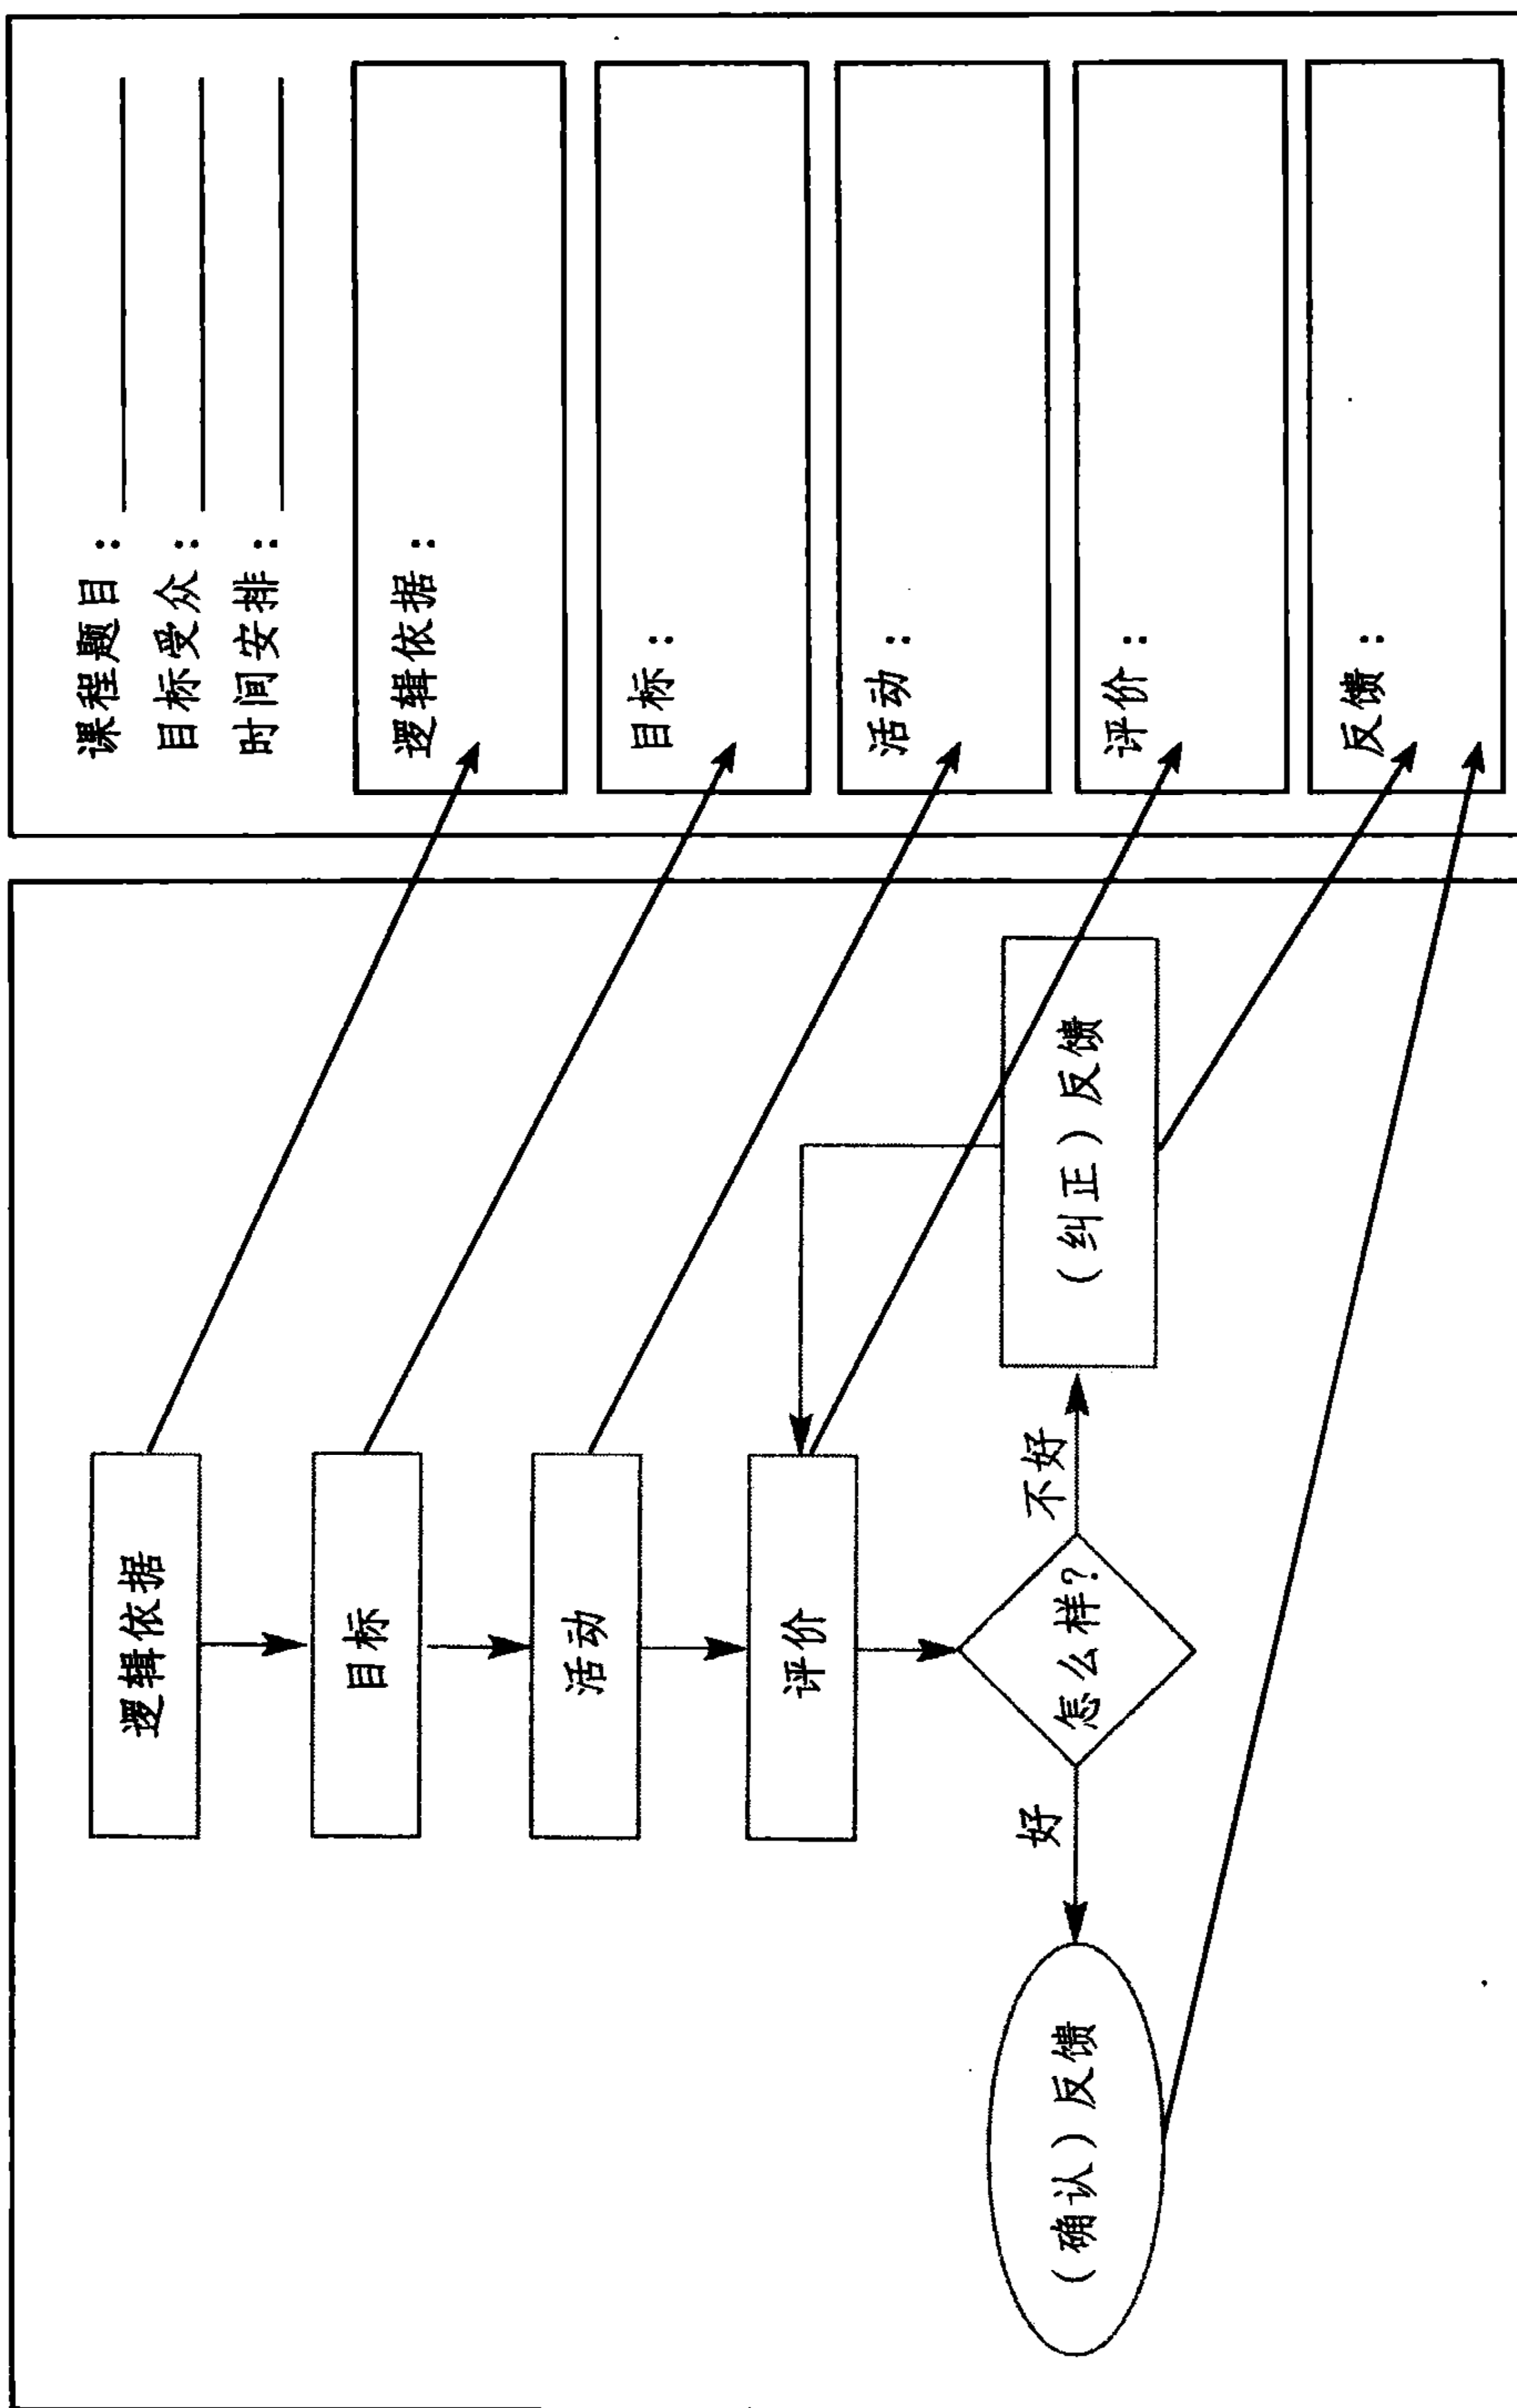 逻辑依据
目标
活动
评价
怎么样?
好
不好
(确认)反馈
(纠正)反馈
课程题目:
目标受众:
时间安排:
逻辑依据:
目标:
活动:
评价:
反馈: